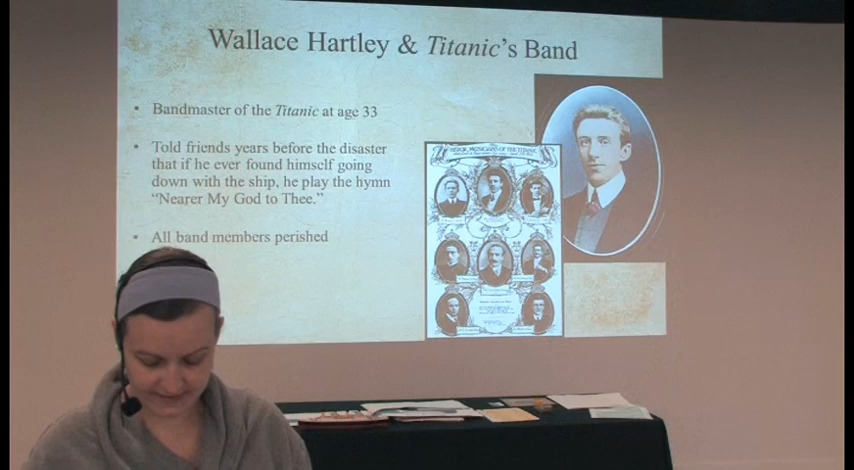 Wallace Hartley & Titanic's Band
• Bandmaster of the Titanic at age 33
• Told friends years before the disaster
that if he ever found himself going
down with the ship, he play the hymn
“Nearer My God to Thee.”
• All band members perished